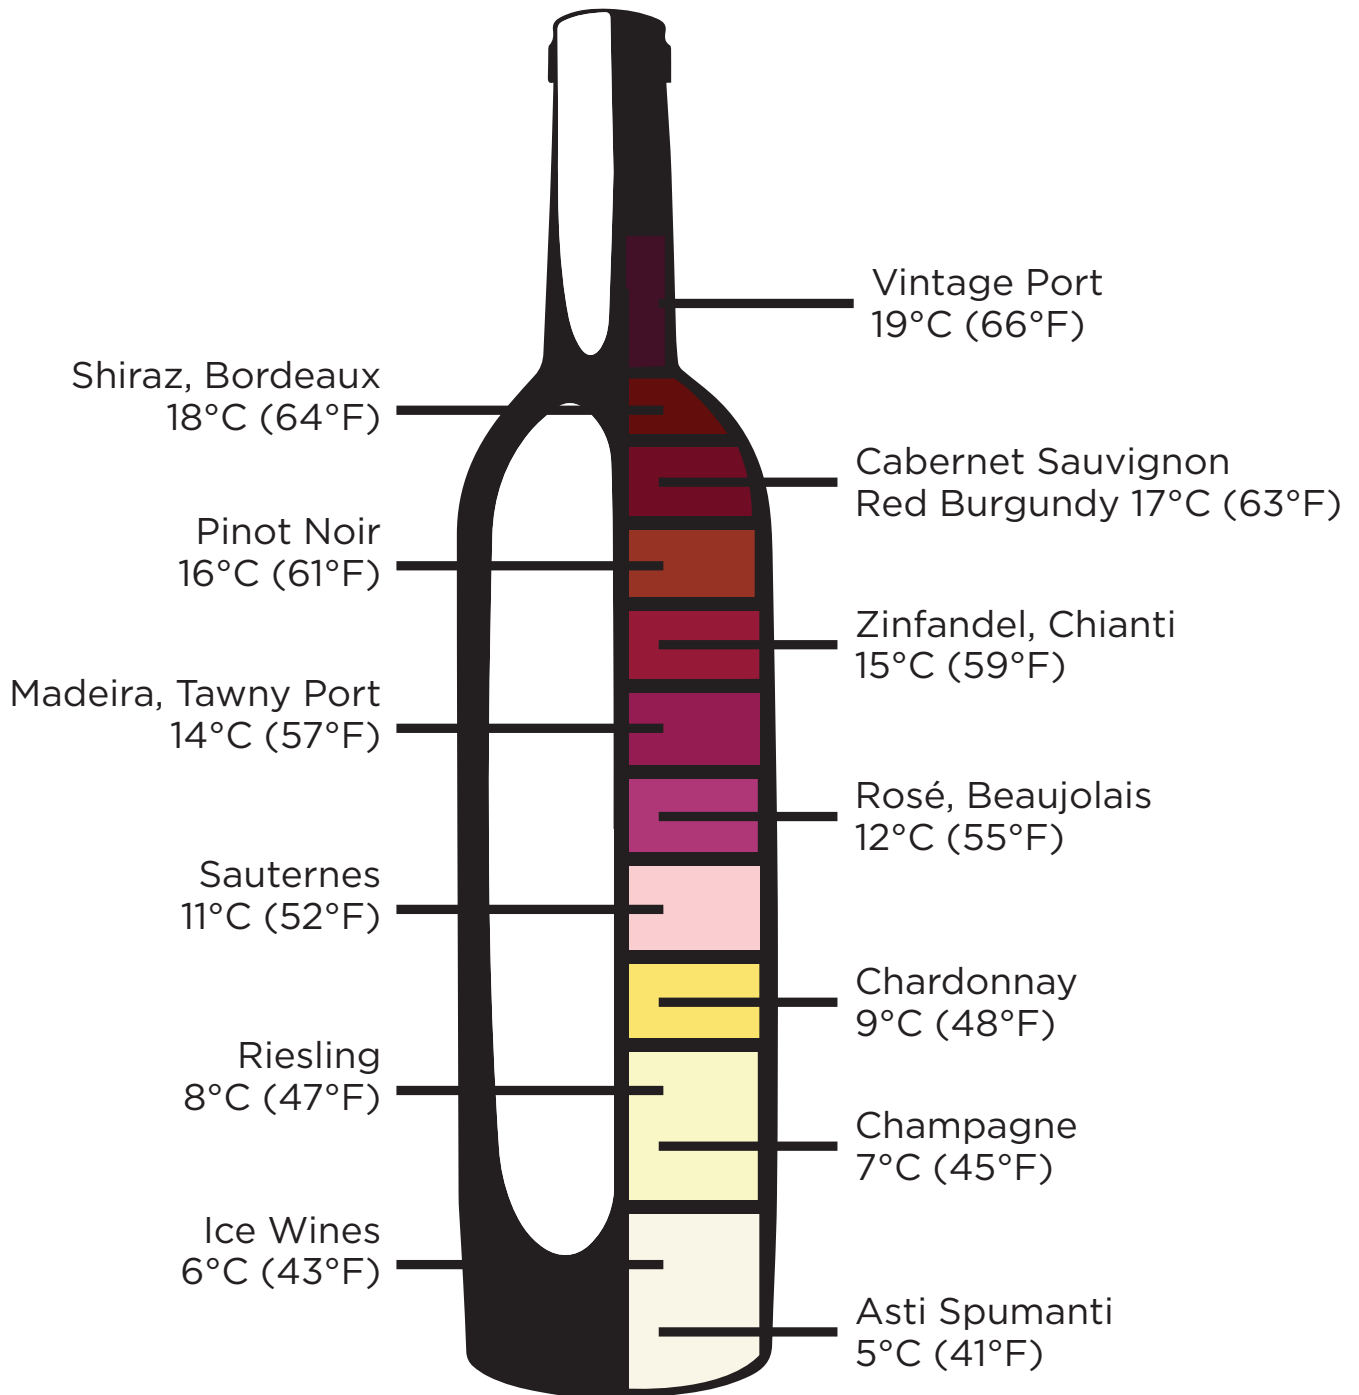 Vintage Port
19°C (66°F)
Shiraz, Bordeaux
18°C (64°F)
Cabernet Sauvignon
Red Burgundy 17°C (63°F)
Pinot Noir
16°C (61°F)
Zinfandel, Chianti
15°C (59°F)
Madeira, Tawny Port
14°C (57°F)
Rosé, Beaujolais
12°C (55°F)
Sauternes
11°C (52°F)
Chardonnay
9°C (48°F)
Riesling
8°C (47°F)
Champagne
7°C (45°F)
Ice Wines
6°C (43°F)
Asti Spumanti
5°C (41°F)